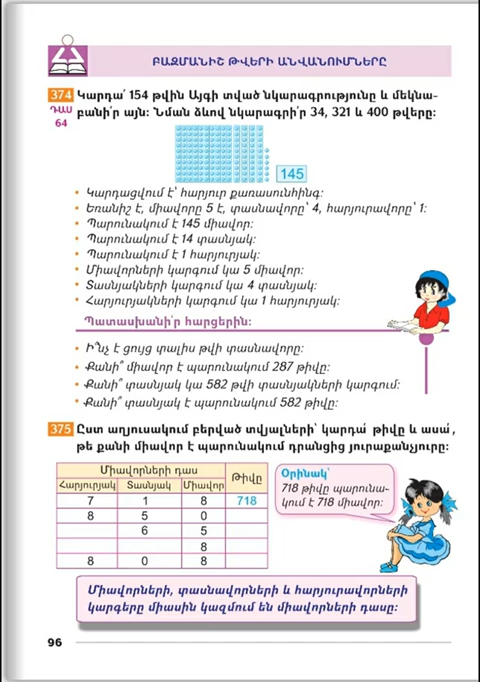 ԲԱԶՄԱՆԻՇ ԹՎԵՐԻ ԱՆՎԱՆՈՒՄՆԵՐԸ
374 Կարդա՛ 154 թվին Այգի տված նկարագրությունը և մեկնա-
ԴԱՍ բանի՛ր այն: Նման ձևով նկարագրի՛ր 34, 321 և 400 թվերը:
64
145
• Կարդացվում է՝ հարյուր քառասունհինգ:
• Եռանիշ է, միավորը 5 է, տասնավորը՝ 4, հարյուրավորը՝ 1:
• Պարունակում է 145 միավոր:
• Պարունակում է 14 տասնյակ:
• Պարունակում է 1 հարյուրյակ:
• Միավորների կարգում կա 5 միավոր:
• Տասնյակների կարգում կա 4 տասնյակ:
• Հարյուրյակների կարգում կա 1 հարյուրյակ:
Պատասխանի՛ր հարցերին:
• Ի՞նչ է ցույց տալիս թվի տասնավորը:
• Քանի՞ միավոր է պարունակում 287 թիվը:
• Քանի՞ տասնյակ կա 582 թվի տասնյակների կարգում:
• Քանի՞ տասնյակ է պարունակում 582 թիվը:
375 Ըստ աղյուսակում բերված տվյալների՝ կարդա՛ թիվը և ասա՛,
թե քանի միավոր է պարունակում դրանցից յուրաքանչյուրը:
Միավորների դաս Թիվը
Հարյուրյակ Տասնյակ Միավոր
7 1 8 718
8 5 0
6 5
8
8 0 8
Օրինակ՝
718 թիվը պարունա-
կում է 718 միավոր:
Միավորների, տասնավորների և հարյուրավորների
կարգերը միասին կազմում են միավորների դասը:
96